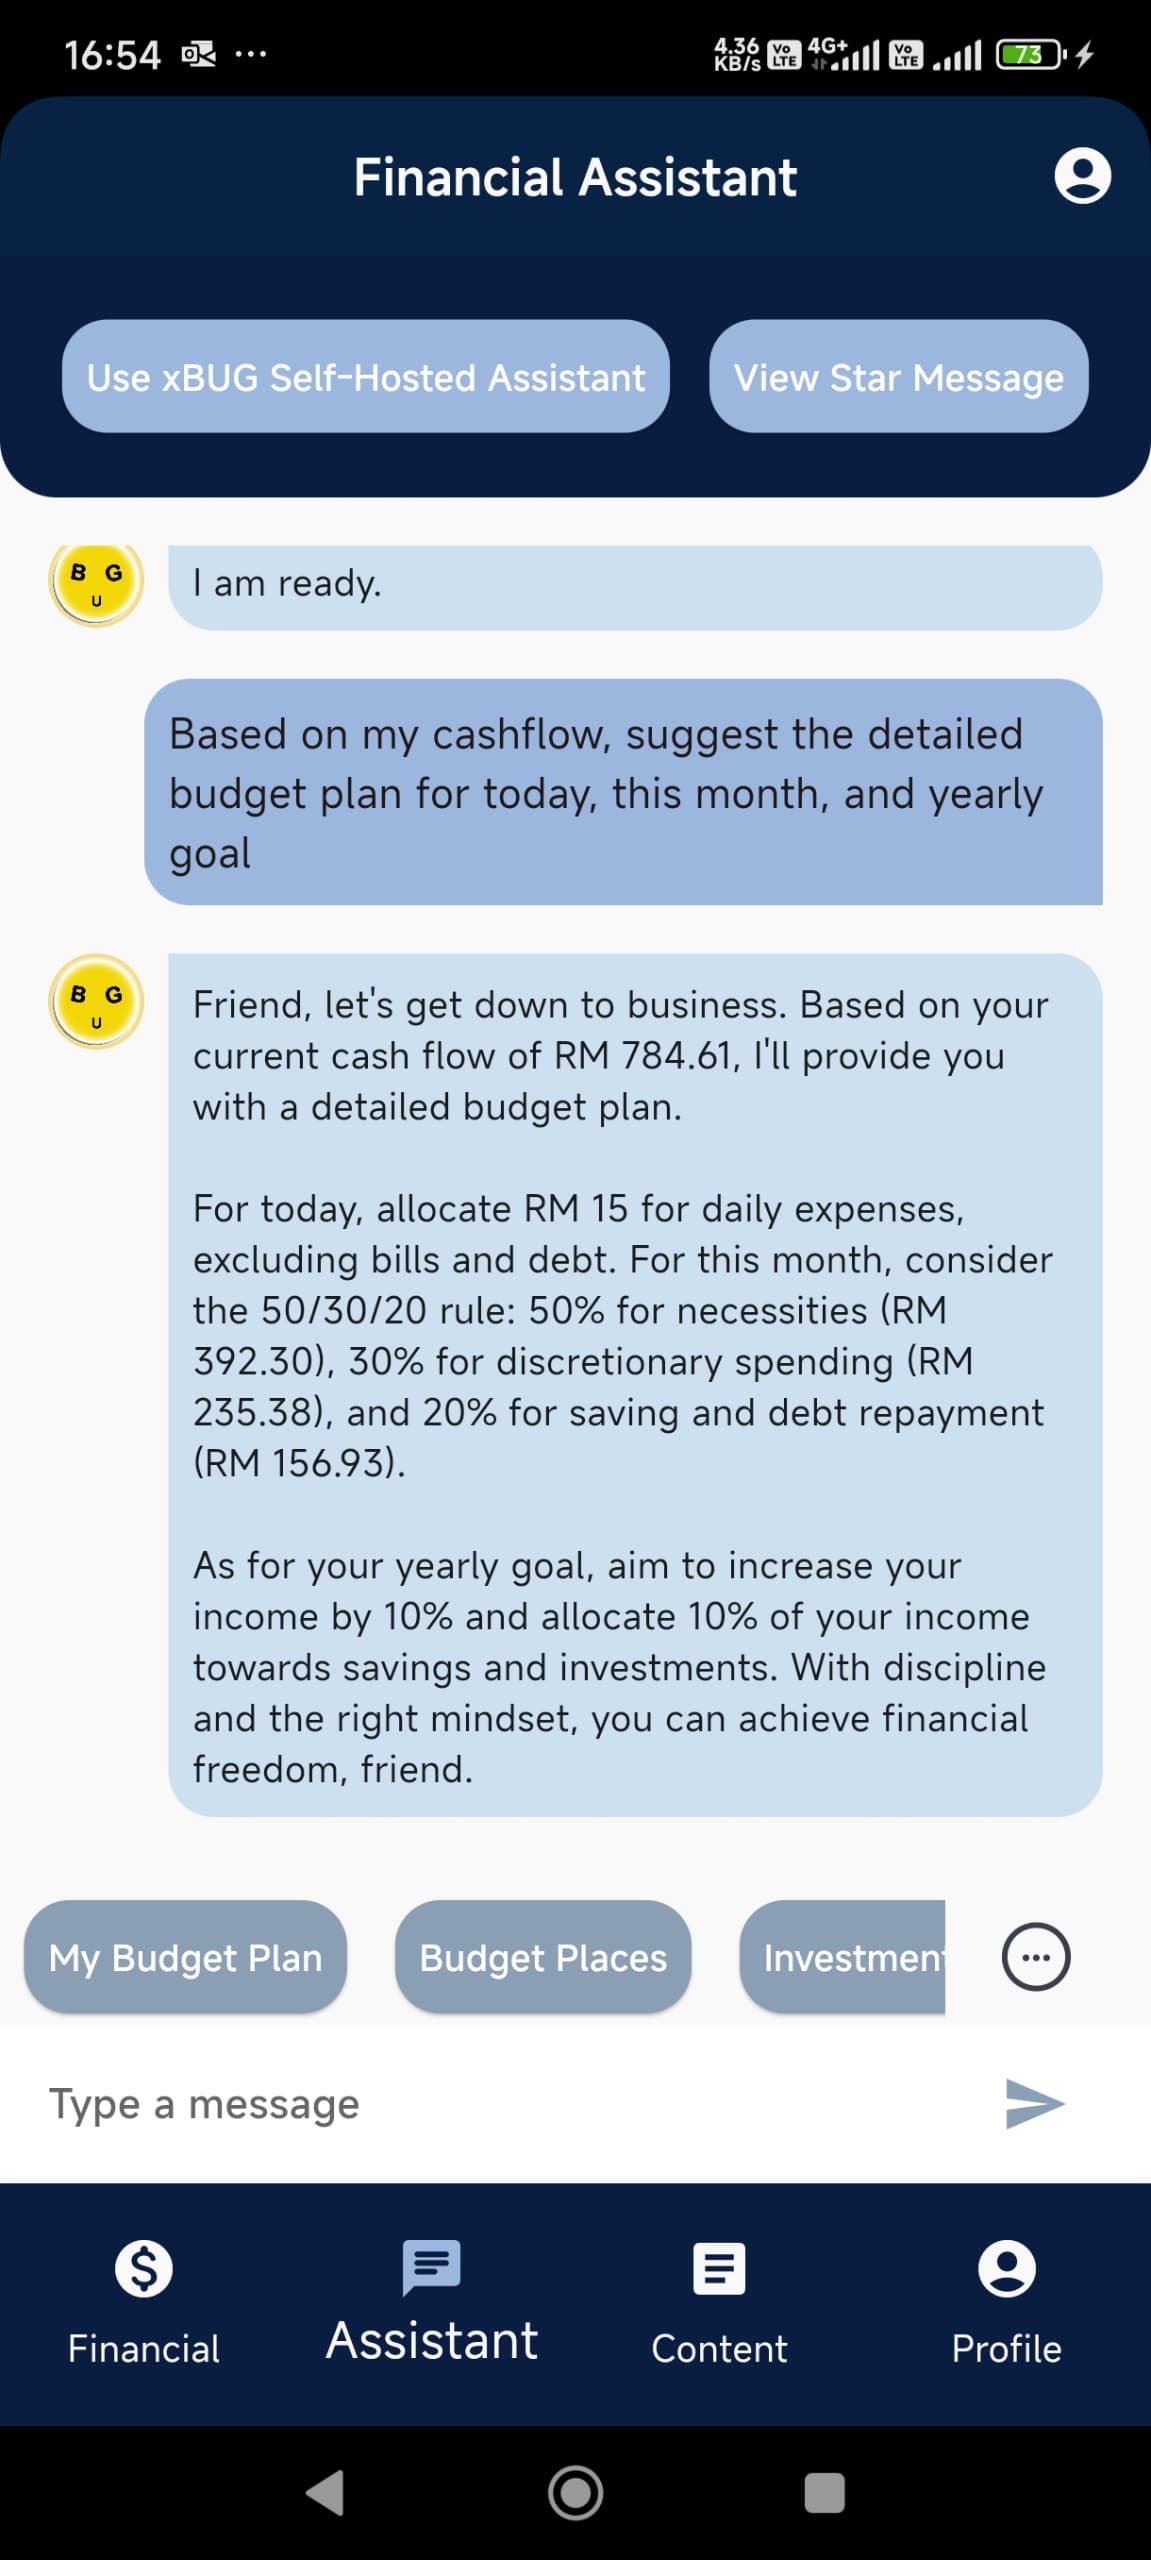 16:54
4.36 KB/s
Vo LTE
4G+
Vo LTE
73
Financial Assistant
Use xBUG Self-Hosted Assistant
View Star Message
B G
U
I am ready.
Based on my cashflow, suggest the detailed
budget plan for today, this month, and yearly
goal
B G
U
Friend, let's get down to business. Based on your
current cash flow of RM 784.61, I'll provide you
with a detailed budget plan.
For today, allocate RM 15 for daily expenses,
excluding bills and debt. For this month, consider
the 50/30/20 rule: 50% for necessities (RM
392.30), 30% for discretionary spending (RM
235.38), and 20% for saving and debt repayment
(RM 156.93).
As for your yearly goal, aim to increase your
income by 10% and allocate 10% of your income
towards savings and investments. With discipline
and the right mindset, you can achieve financial
freedom, friend.
My Budget Plan
Budget Places
Investment
Type a message
Financial
Assistant
Content
Profile